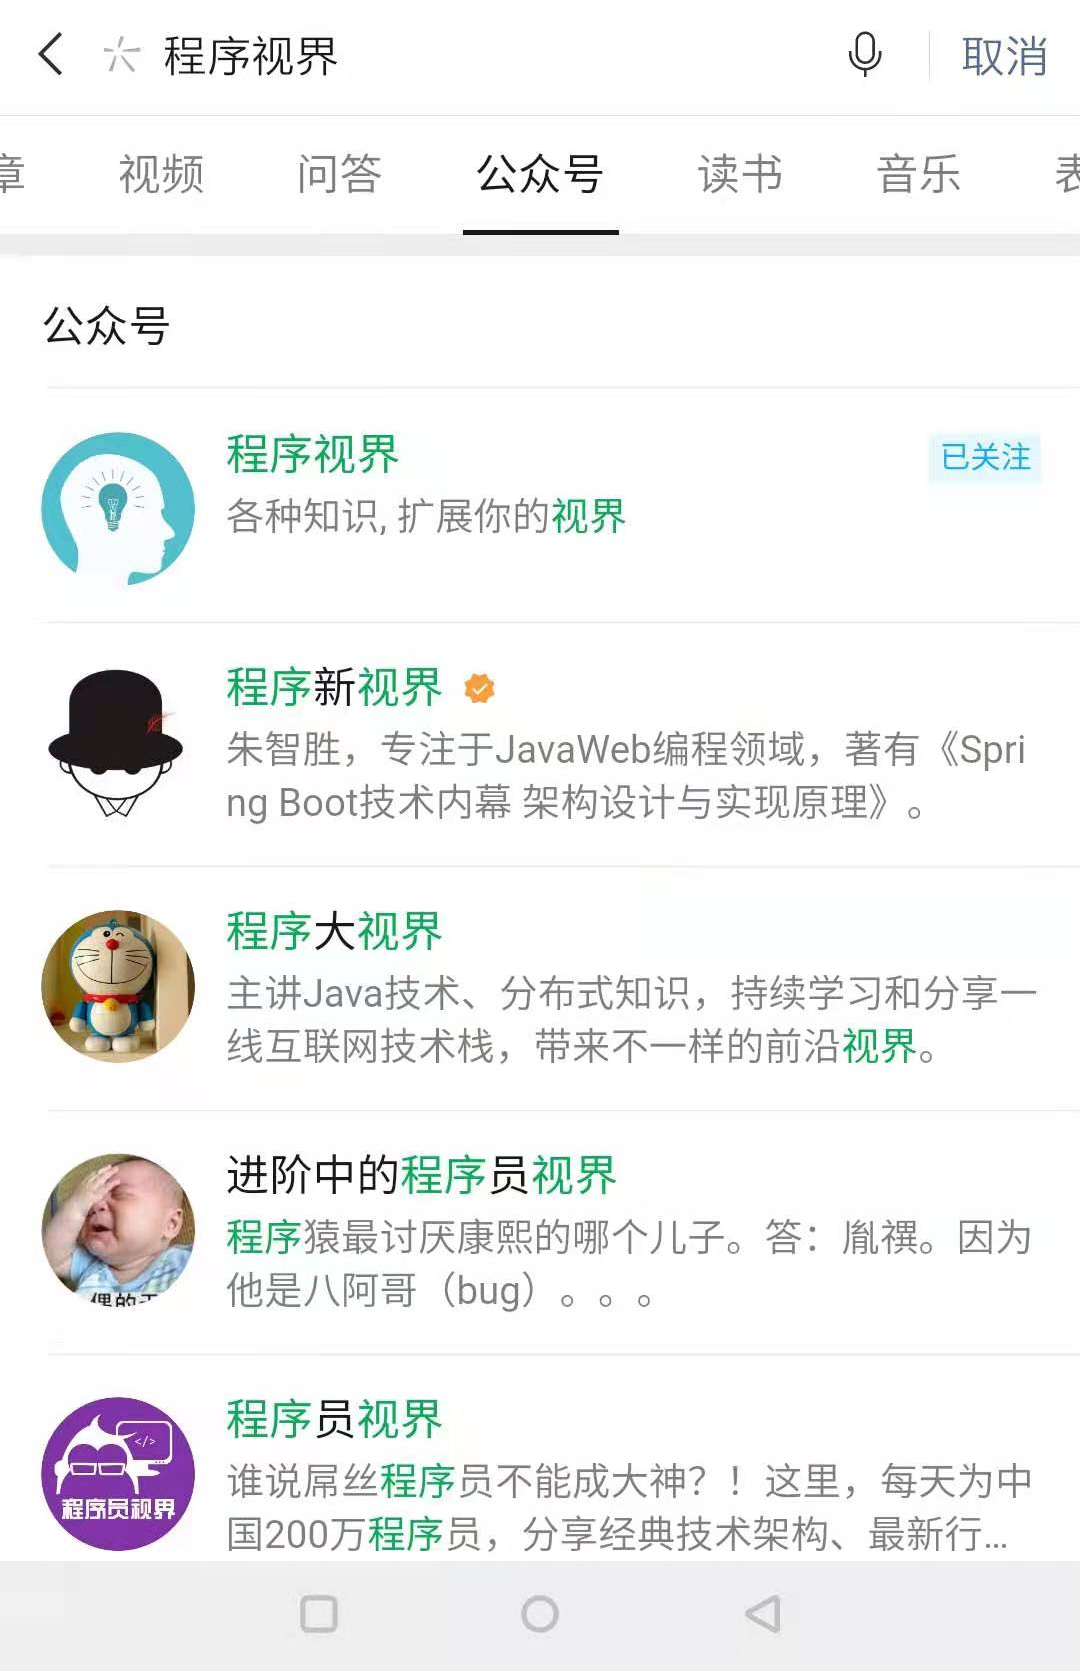 程序视界
取消
章 视频 问答 公众号 读书 音乐 表
公众号
程序视界
已关注
各种知识, 扩展你的视界
程序新视界
朱智胜，专注于JavaWeb编程领域，著有《Spri
ng Boot技术内幕 架构设计与实现原理》。
程序大视界
主讲Java技术、分布式知识，持续学习和分享一
线互联网技术栈，带来不一样的前沿视界。
进阶中的程序员视界
程序猿最讨厌康熙的哪个儿子。答：胤禩。因为
他是八阿哥（bug）。。。
偶的天
程序员视界
谁说屌丝程序员不能成大神？！这里，每天为中
国200万程序员，分享经典技术架构、最新行...
</>
程序员视界